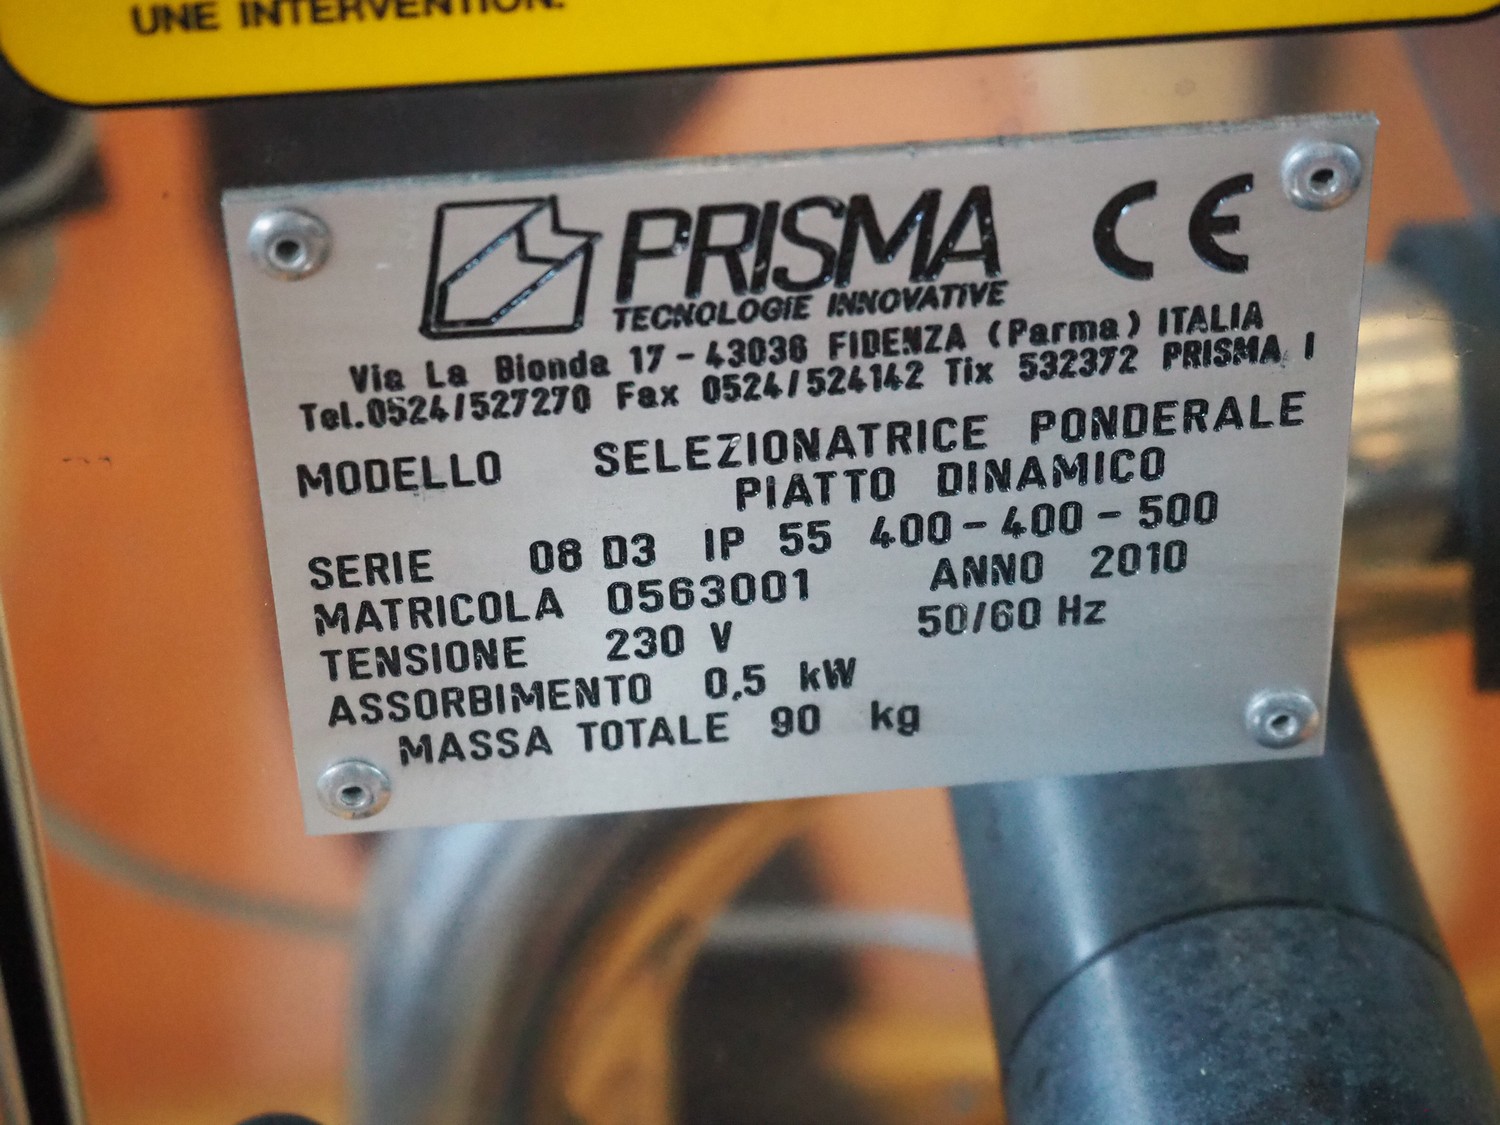 UNE INTERVENTION.
PRISMA CE
TECNOLOGIE INNOVATIVE
Via La Bionda 17 - 43036 FIDENZA (Parma) ITALIA
Tel.0524/527270 Fax 0524/524142 Tlx 532372 PRISMA I
MODELLO SELEZIONATRICE PONDERALE
PIATTO DINAMICO
SERIE 08 D3 IP 55 400-400-500
MATRICOLA 0563001 ANNO 2010
TENSIONE 230 V 50/60 Hz
ASSORBIMENTO 0,5 kW
MASSA TOTALE 90 kg